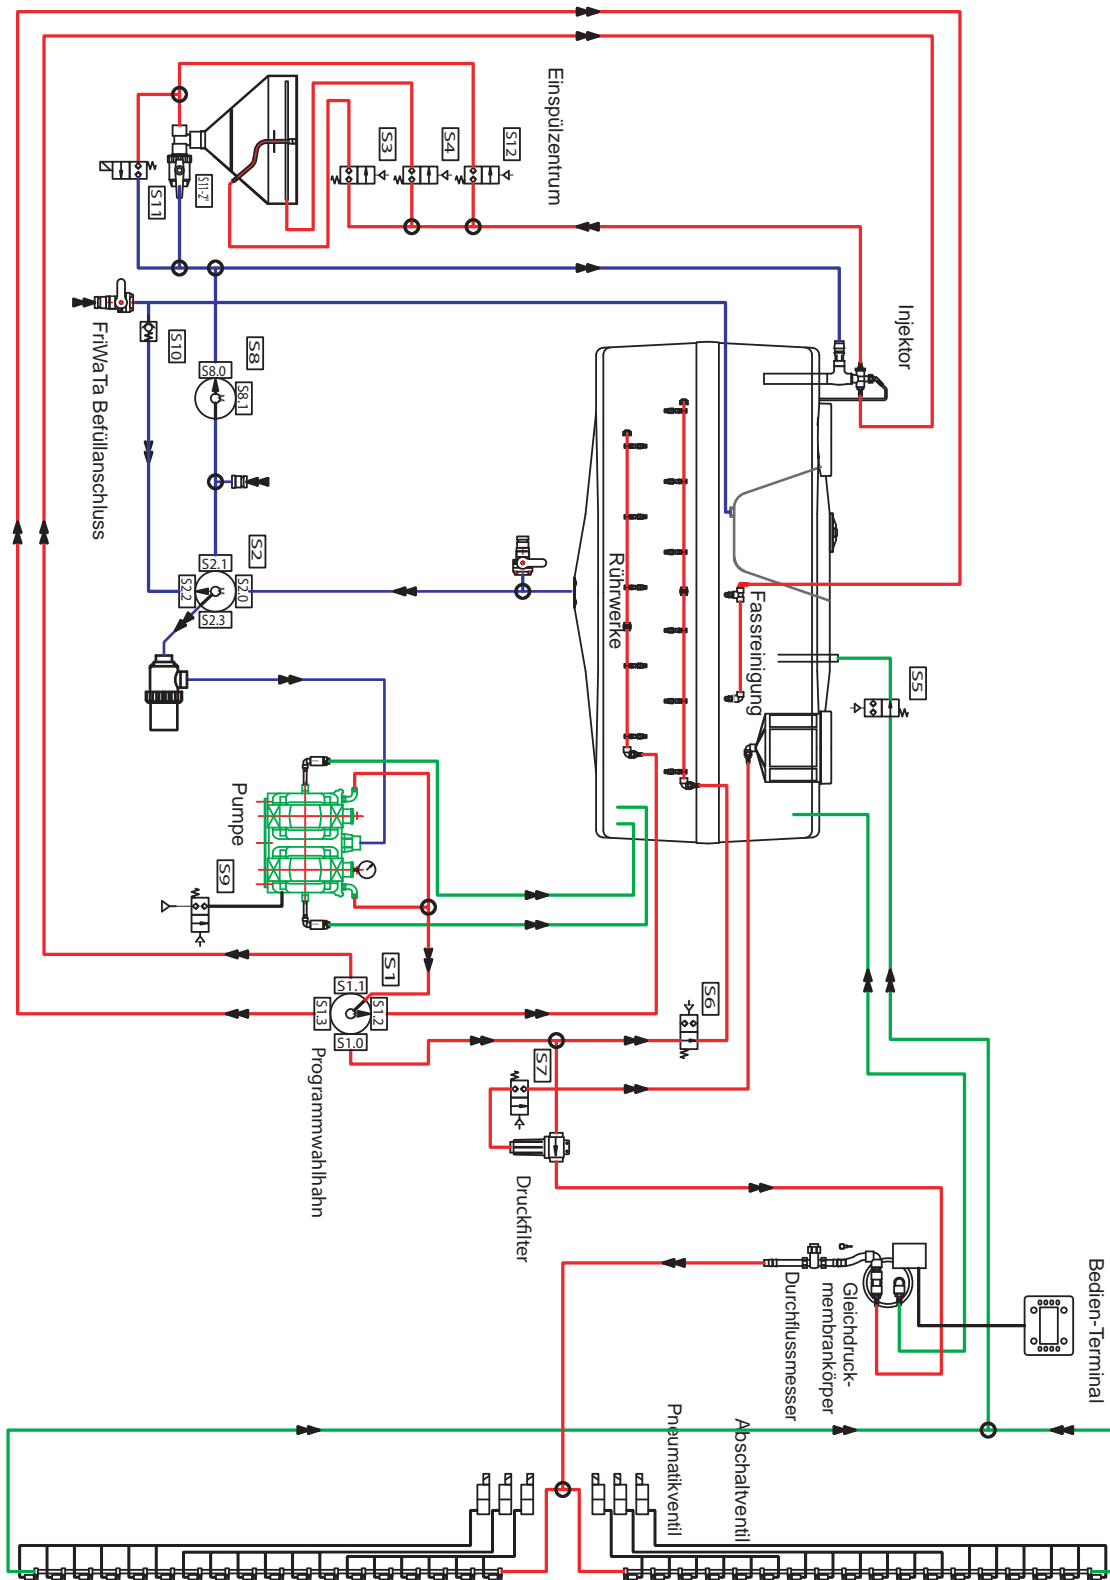 Einspülzentrum
S12
S4
S3
S11-2"
S11
Injektor
S10
FriWaTa Befüllanschluss
S8
S8.0
S8.1
S2
S2.1
S2.0
S2.2
S2.3
Rührwerke
Fassreinigung
S5
Pumpe
S9
S1
S1.1
S1.2
S1.3
S1.0
Programmwahlhahn
S6
S7
Druckfilter
Durchflussmesser
Gleichdruck-
membrankörper
Bedien-Terminal
Pneumatikventil
Abschaltventil